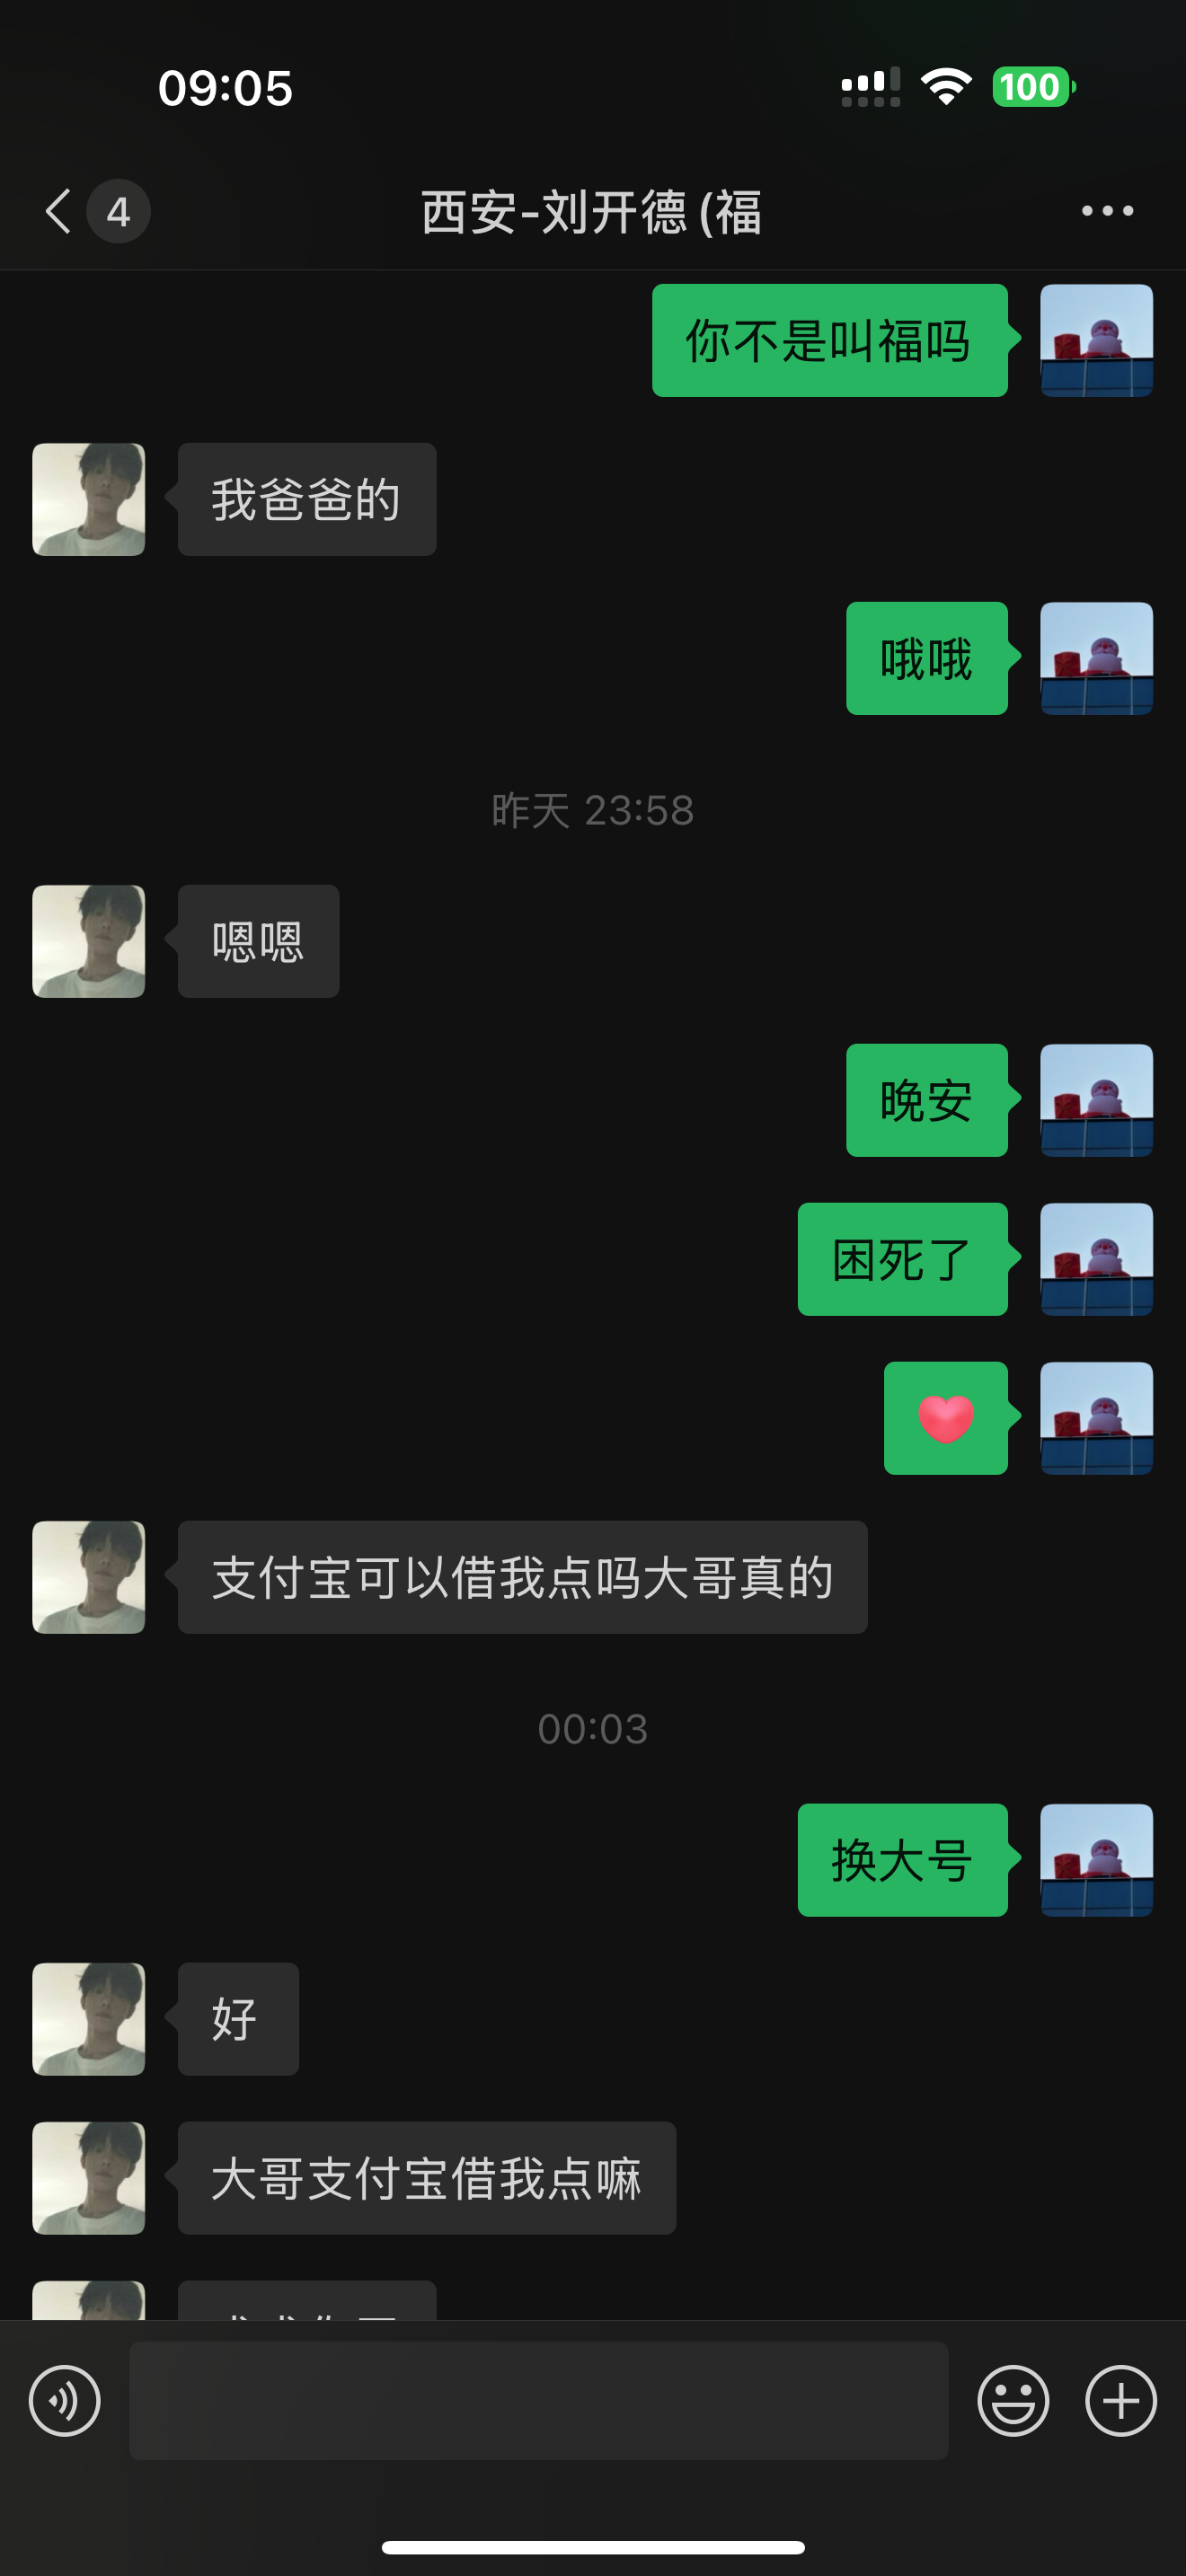 09:05
100
4
西安-刘开德 (福
你不是叫福吗
我爸爸的
哦哦
昨天 23:58
嗯嗯
晚安
困死了
支付宝可以借我点吗大哥真的
00:03
换大号
好
大哥支付宝借我点嘛